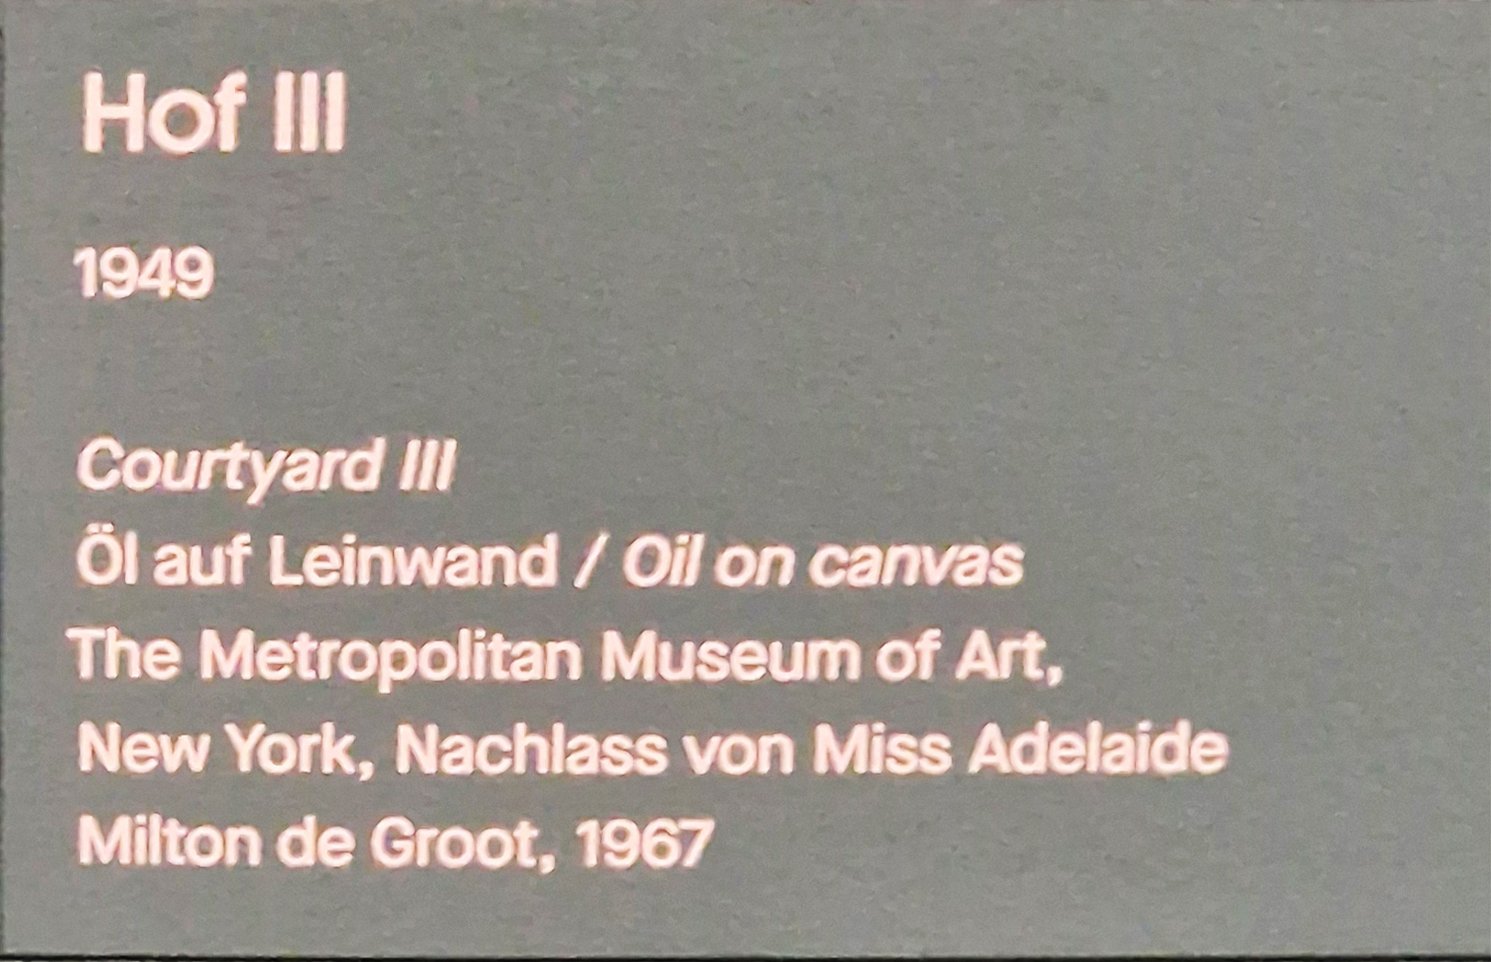 Hof III
1949
Courtyard III
Öl auf Leinwand / Oil on canvas
The Metropolitan Museum of Art,
New York, Nachlass von Miss Adelaide
Milton de Groot, 1967